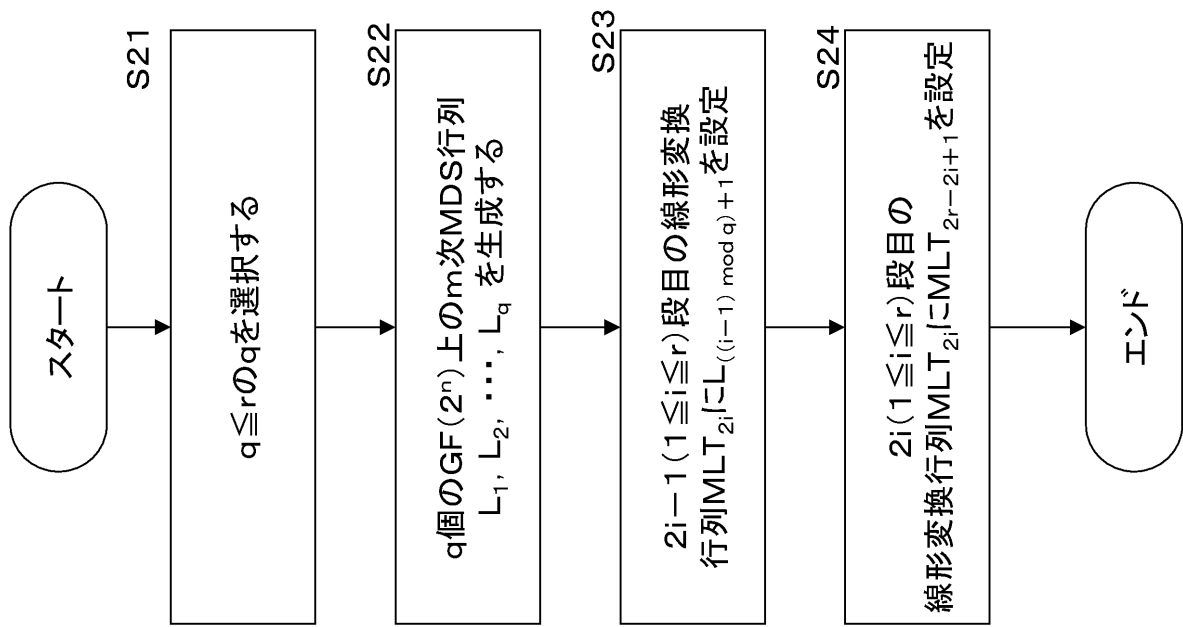 スタート
S21
q≦rのqを選択する
S22
q個のGF(2ⁿ)上のm次MDS行列
L₁, L₂, ･･･, L_q を生成する
S23
2i−1(1≦i≦r)段目の線形変換
行列MLT₂ᵢにL₍₍ᵢ₋₁₎ mod q₎₊₁を設定
S24
2i(1≦i≦r)段目の
線形変換行列MLT₂ᵢにMLT₂ᵣ₋₂ᵢ₊₁を設定
エンド